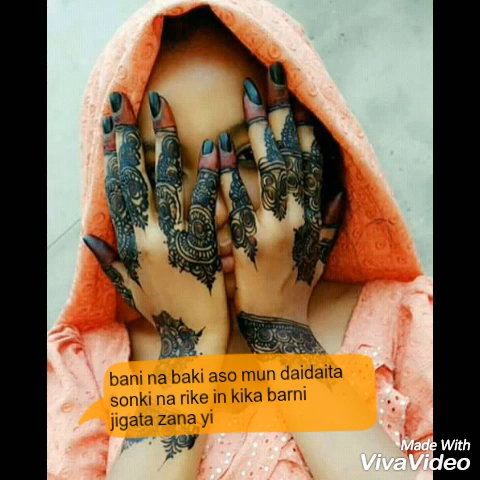 bani na baki aso mun daidaita
sonki na rike in kika barni
jigata zana yi
Made With
VivaVideo